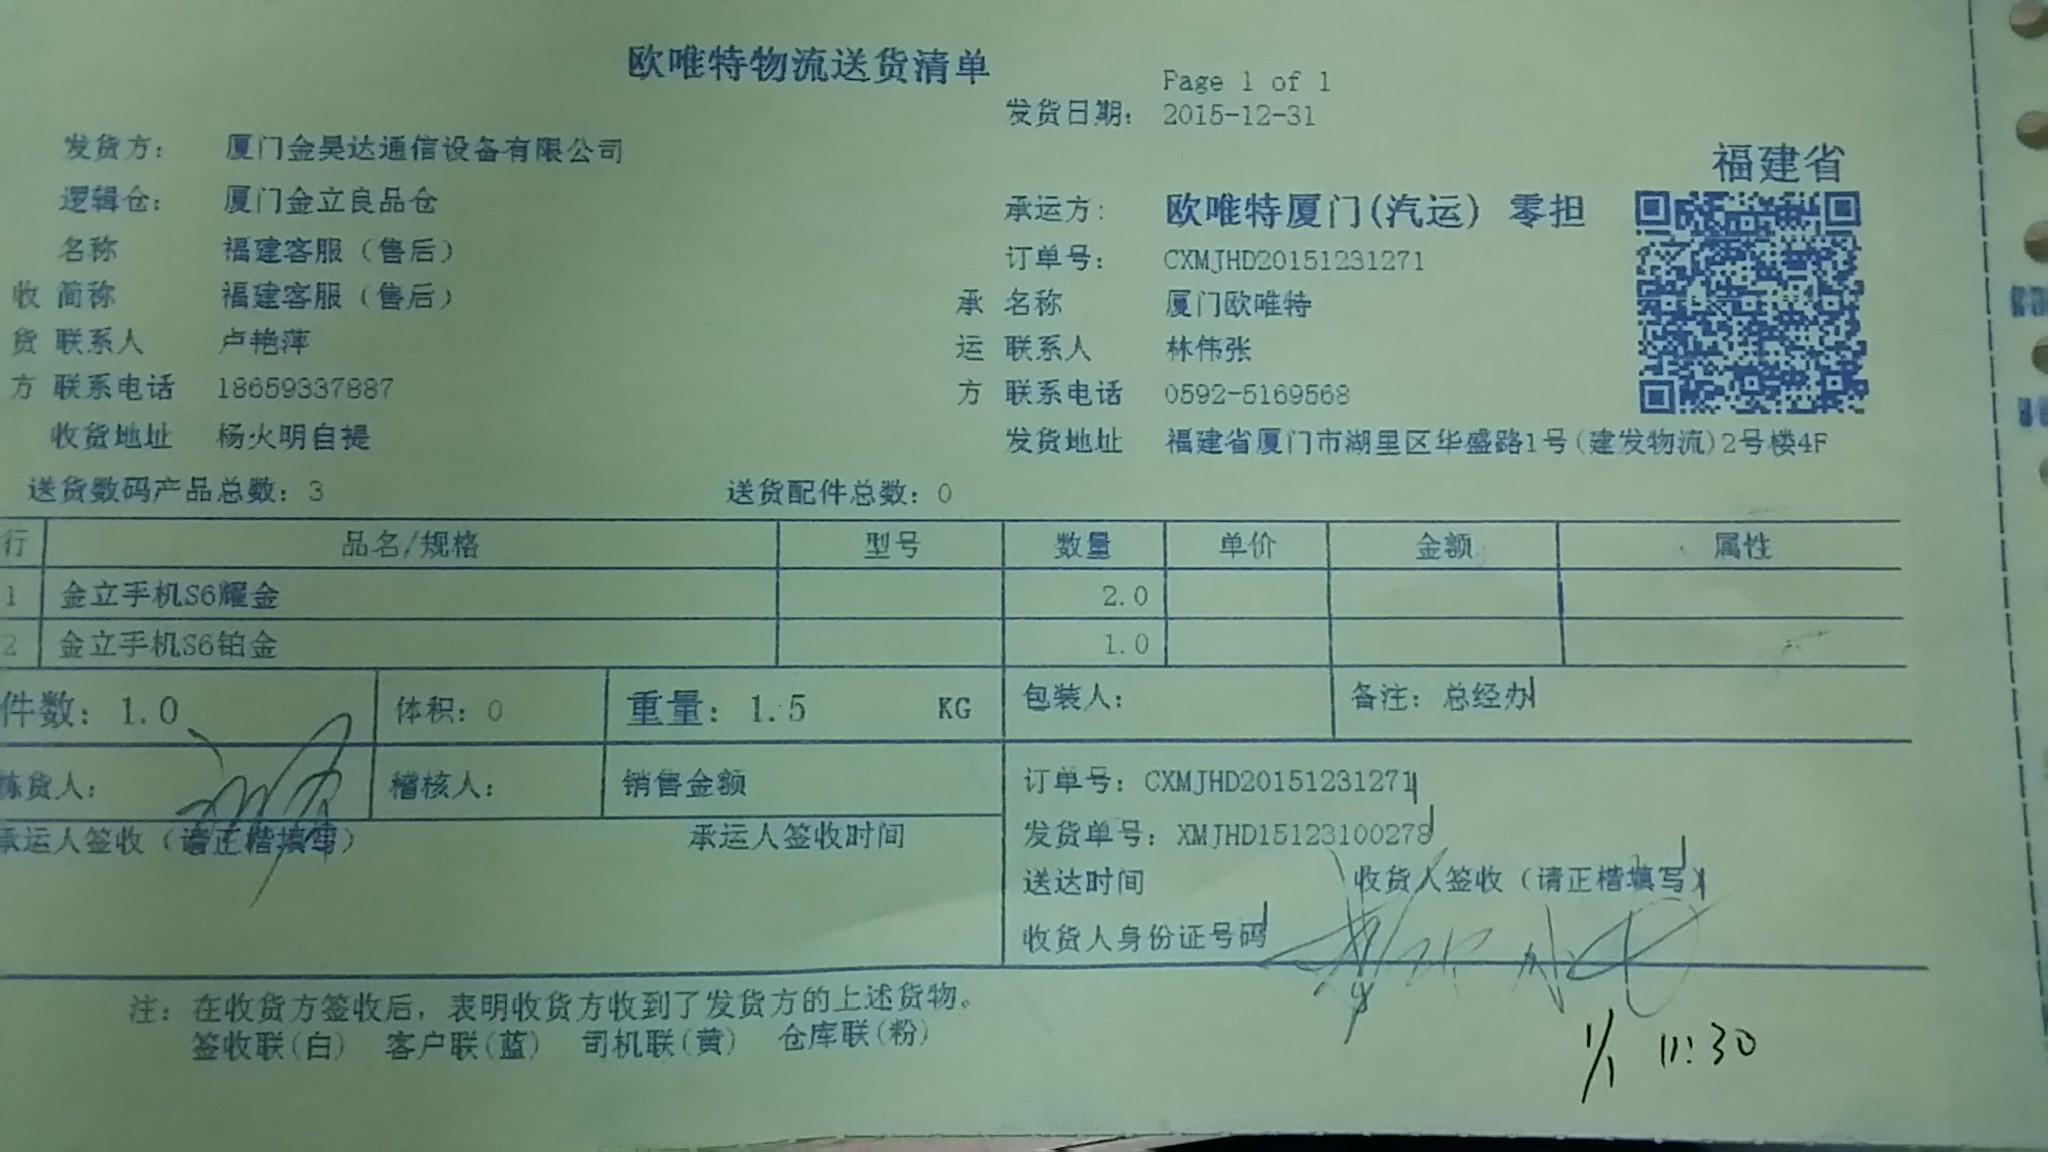 欧唯特物流送货清单
Page 1 of 1
发货日期： 2015-12-31
发货方： 厦门金昊达通信设备有限公司
福建省
逻辑仓： 厦门金立良品仓
承运方： 欧唯特厦门(汽运) 零担
名称 福建客服（售后）
订单号： CXMJHD20151231271
收 简称 福建客服（售后）
承 名称 厦门欧唯特
货 联系人 卢艳萍
运 联系人 林伟张
方 联系电话 18659337887
方 联系电话 0592-5169568
收货地址 杨火明自提
发货地址 福建省厦门市湖里区华盛路1号(建发物流)2号楼4F
送货数码产品总数：3 送货配件总数：0
行 品名/规格 型号 数量 单价 金额 属性
1 金立手机S6耀金 2.0
2 金立手机S6铂金 1.0
件数：1.0 体积：0 重量：1.5 KG 包装人： 备注：总经办
拣货人： 稽核人： 销售金额 订单号：CXMJHD20151231271
承运人签收（请正楷填写） 承运人签收时间 发货单号：XMJHD15123100278
送达时间 收货人签收（请正楷填写）
收货人身份证号码
注：在收货方签收后，表明收货方收到了发货方的上述货物。
签收联(白) 客户联(蓝) 司机联(黄) 仓库联(粉)
1/1 11:30